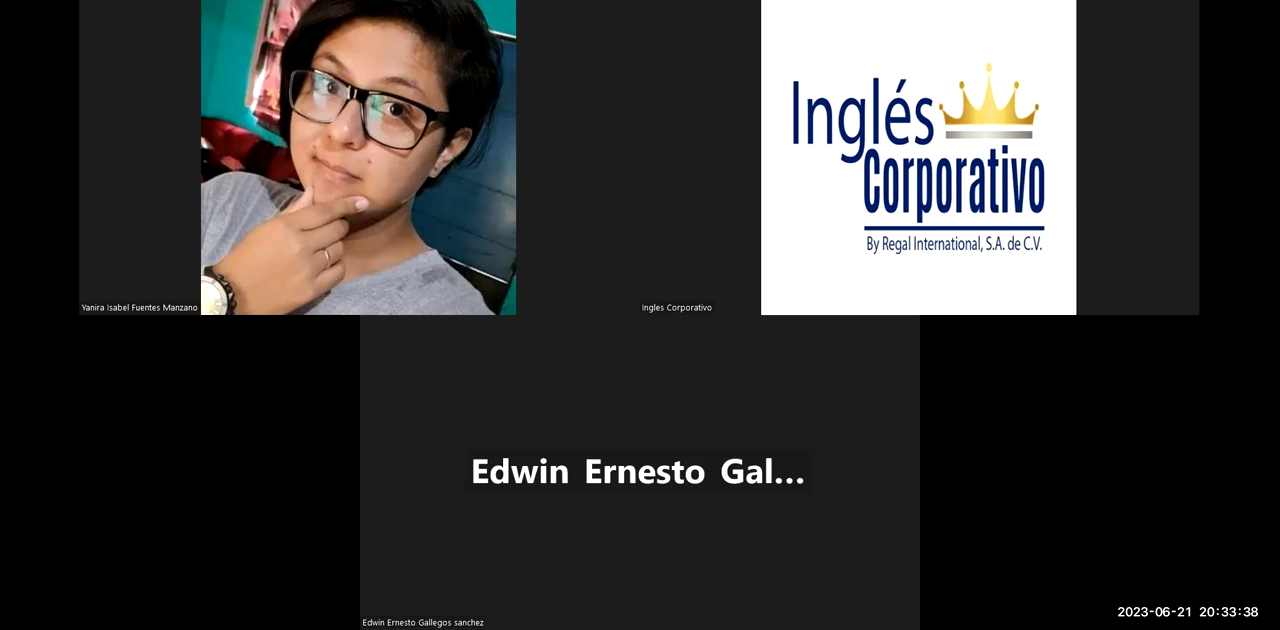 Inglés
Corporativo
By Regal International, S.A. de C.V.
Yanira Isabel Fuentes Manzano
Ingles Corporativo
Edwin Ernesto Gal...
Edwin Ernesto Gallegos sanchez
2023-06-21 20:33:38